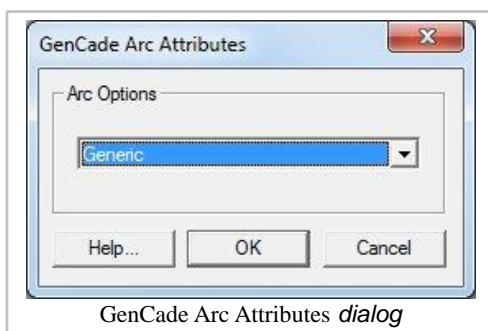 GenCade Arc Attributes
Arc Options
Generic
Help... OK Cancel
GenCade Arc Attributes dialog